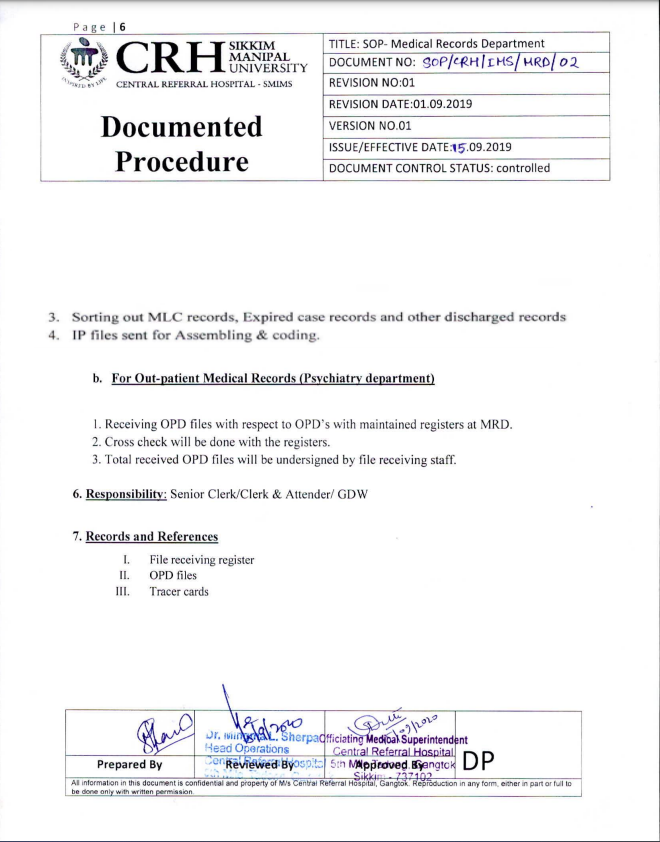 Page | 6
CRH SIKKIM MANIPAL UNIVERSITY
INSPIRED BY LIFE
CENTRAL REFERRAL HOSPITAL - SMIMS
Documented
Procedure
TITLE: SOP- Medical Records Department
DOCUMENT NO: SOP/CRH/IHS/MRD/02
REVISION NO:01
REVISION DATE:01.09.2019
VERSION NO.01
ISSUE/EFFECTIVE DATE:15.09.2019
DOCUMENT CONTROL STATUS: controlled
3. Sorting out MLC records, Expired case records and other discharged records
4. IP files sent for Assembling & coding.
b. For Out-patient Medical Records (Psychiatry department)
1. Receiving OPD files with respect to OPD's with maintained registers at MRD.
2. Cross check will be done with the registers.
3. Total received OPD files will be undersigned by file receiving staff.
6. Responsibility: Senior Clerk/Clerk & Attender/ GDW
7. Records and References
I. File receiving register
II. OPD files
III. Tracer cards
Sherpa
Head Operations
Officiating Medical Superintendent
Central Referral Hospital
5th Mile Gangtok
Sikkim - 737102
Prepared By
Reviewed By
Approved By
DP
All information in this document is confidential and property of M/s Central Referral Hospital, Gangtok. Reproduction in any form, either in part or full to
be done only with written permission.